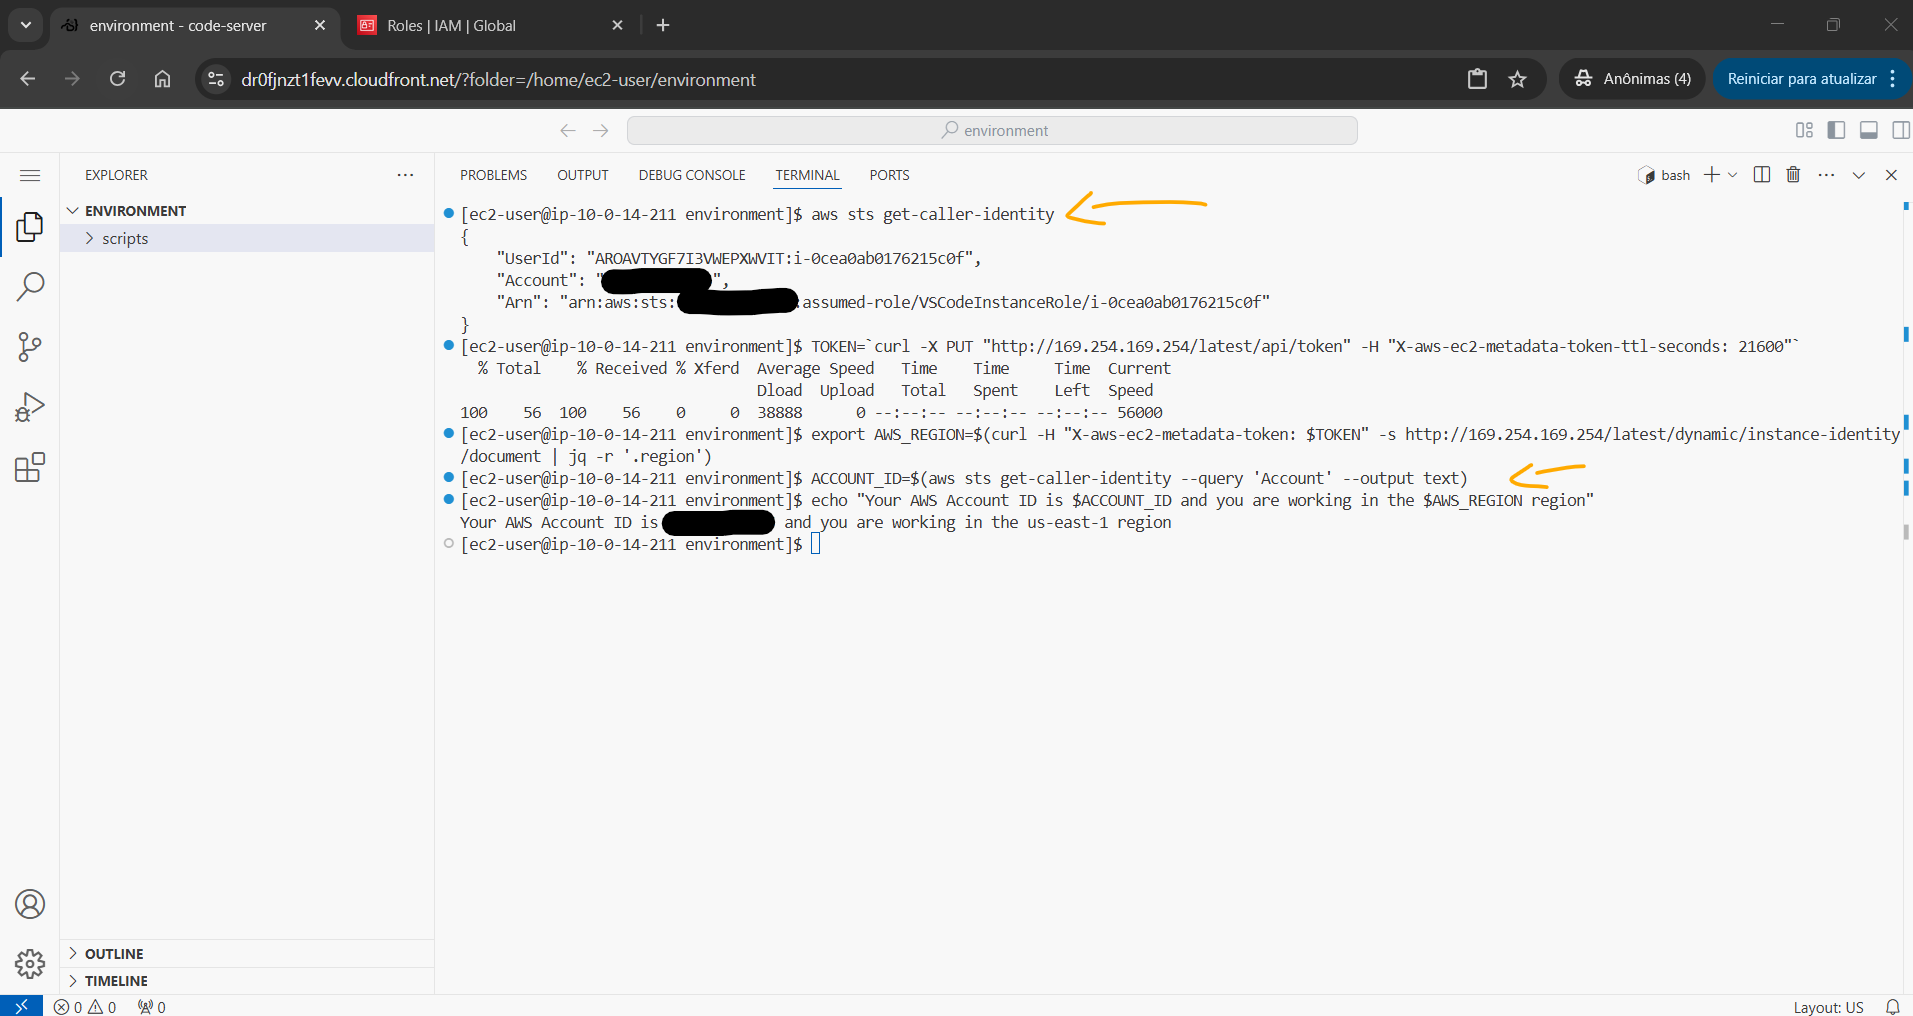 environment - code-server
Roles | IAM | Global
dr0fjnzt1fevv.cloudfront.net/?folder=/home/ec2-user/environment
Anônimas (4)
Reiniciar para atualizar
environment
EXPLORER
PROBLEMS OUTPUT DEBUG CONSOLE TERMINAL PORTS
bash
ENVIRONMENT
scripts
[ec2-user@ip-10-0-14-211 environment]$ aws sts get-caller-identity
{
"UserId": "AROAVTYGF7I3VWEPXWVIT:i-0cea0ab0176215c0f",
"Account": "",
"Arn": "arn:aws:sts::assumed-role/VSCodeInstanceRole/i-0cea0ab0176215c0f"
}
[ec2-user@ip-10-0-14-211 environment]$ TOKEN=`curl -X PUT "http://169.254.169.254/latest/api/token" -H "X-aws-ec2-metadata-token-ttl-seconds: 21600"`
% Total % Received % Xferd Average Speed Time Time Time Current
Dload Upload Total Spent Left Speed
100 56 100 56 0 0 38888 0 --:--:-- --:--:-- --:--:-- 56000
[ec2-user@ip-10-0-14-211 environment]$ export AWS_REGION=$(curl -H "X-aws-ec2-metadata-token: $TOKEN" -s http://169.254.169.254/latest/dynamic/instance-identity
/document | jq -r '.region')
[ec2-user@ip-10-0-14-211 environment]$ ACCOUNT_ID=$(aws sts get-caller-identity --query 'Account' --output text)
[ec2-user@ip-10-0-14-211 environment]$ echo "Your AWS Account ID is $ACCOUNT_ID and you are working in the $AWS_REGION region"
Your AWS Account ID is and you are working in the us-east-1 region
[ec2-user@ip-10-0-14-211 environment]$
OUTLINE
TIMELINE
0 0 0
Layout: US